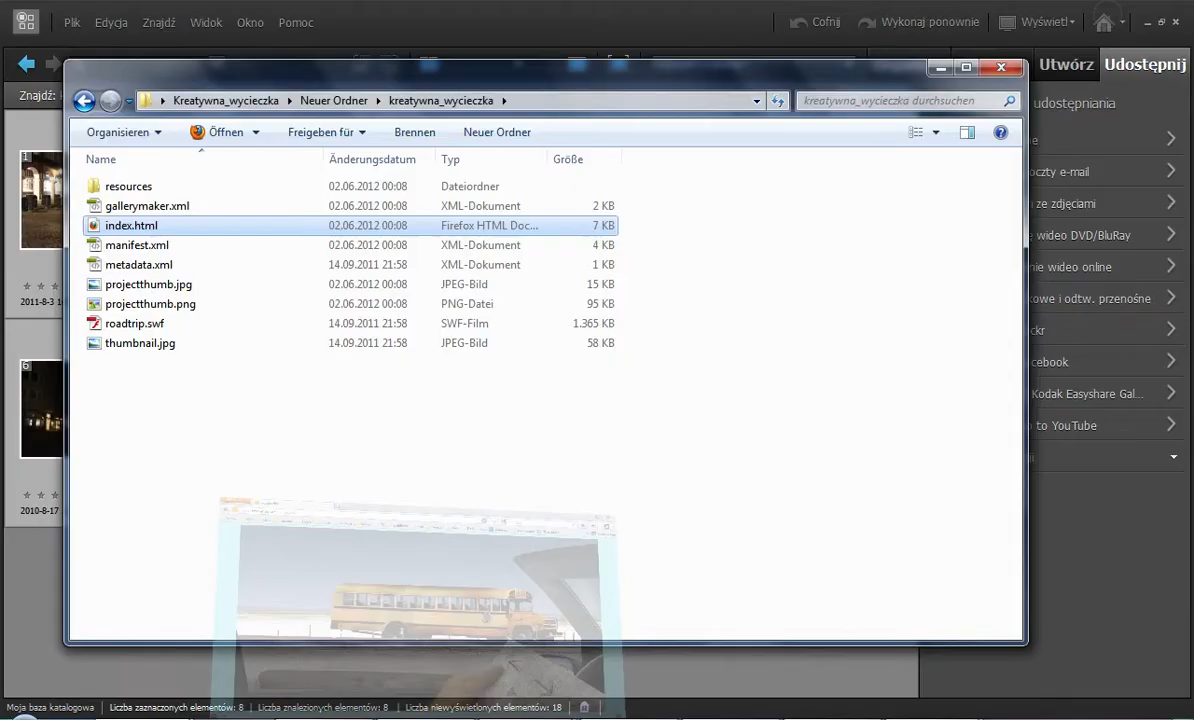 Plik Edycja Znajdź Widok Okno Pomoc Cofnij Wykonaj ponownie Wyświetl
Utwórz Udostępnij
Znajdź:
Kreatywna_wycieczka Neuer Ordner kreatywna_wycieczka kreatywna_wycieczka durchsuchen
udostępniania
Organisieren Öffnen Freigeben für Brennen Neuer Ordner
Name Änderungsdatum Typ Größe
1
resources 02.06.2012 00:08 Dateiordner
gallerymaker.xml 02.06.2012 00:08 XML-Dokument 2 KB
index.html 02.06.2012 00:08 Firefox HTML Doc... 7 KB
manifest.xml 02.06.2012 00:08 XML-Dokument 4 KB
metadata.xml 14.09.2011 21:58 XML-Dokument 1 KB
projectthumb.jpg 02.06.2012 00:08 JPEG-Bild 15 KB
projectthumb.png 02.06.2012 00:08 PNG-Datei 95 KB
roadtrip.swf 14.09.2011 21:58 SWF-Film 1.365 KB
thumbnail.jpg 14.09.2011 21:58 JPEG-Bild 58 KB
ne
oczty e-mail
ze zdjęciami
wideo DVD/BluRay
nie wideo online
kowe i odtw. przenośne
ckr
cebook
Kodak Easyshare Gal...
to YouTube
2011-8-3
6
2010-8-17
Moja baza katalogowa Liczba zaznaczonych elementów: 8 Liczba znalezionych elementów: 8 Liczba niewyświetlonych elementów: 18